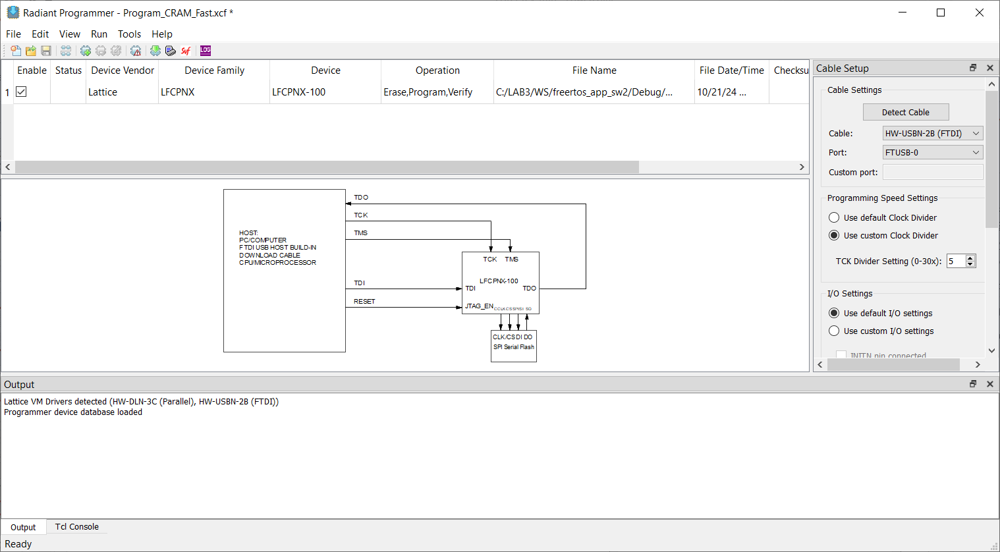 Radiant Programmer - Program_CRAM_Fast.xcf *
File Edit View Run Tools Help
Svf LOG
Enable Status Device Vendor Device Family Device Operation File Name File Date/Time Checksu
1 Lattice LFCPNX LFCPNX-100 Erase,Program,Verify C:/LAB3/WS/freertos_app_sw2/Debug/... 10/21/24 ...
HOST:
PC/COMPUTER
FTDI USB HOST BUILD-IN
DOWNLOAD CABLE
CPU/MICROPROCESSOR
TDO
TCK
TMS
TDI
RESET
TCK TMS
LFCPNX-100
TDI TDO
JTAG_EN CCLKCSSPISI SO
CLK/CSDI DO
SPI Serial Flash
Cable Setup
Cable Settings
Detect Cable
Cable: HW-USBN-2B (FTDI)
Port: FTUSB-0
Custom port:
Programming Speed Settings
Use default Clock Divider
Use custom Clock Divider
TCK Divider Setting (0-30x): 5
I/O Settings
Use default I/O settings
Use custom I/O settings
INITN pin connected
Output
Lattice VM Drivers detected (HW-DLN-3C (Parallel), HW-USBN-2B (FTDI))
Programmer device database loaded
Output Tcl Console
Ready